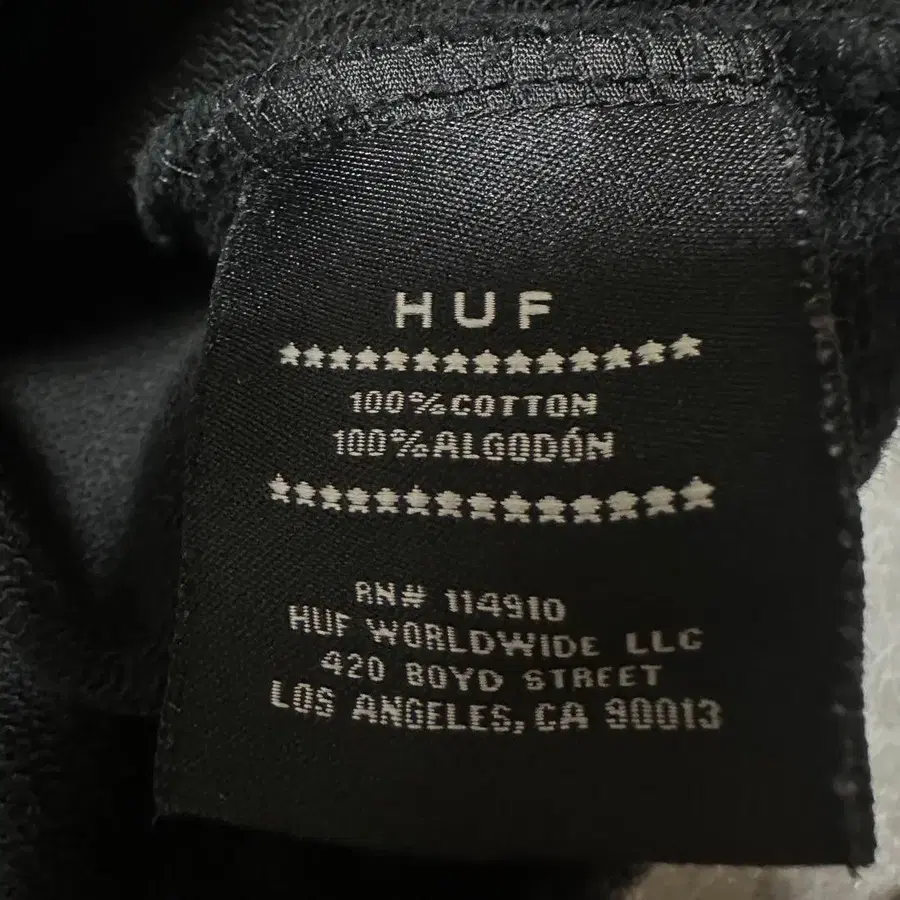 HUF
100%COTTON
100%ALGODÓN
RN# 114910
HUF WORLDWIDE LLC
420 BOYD STREET
LOS ANGELES, CA 90013